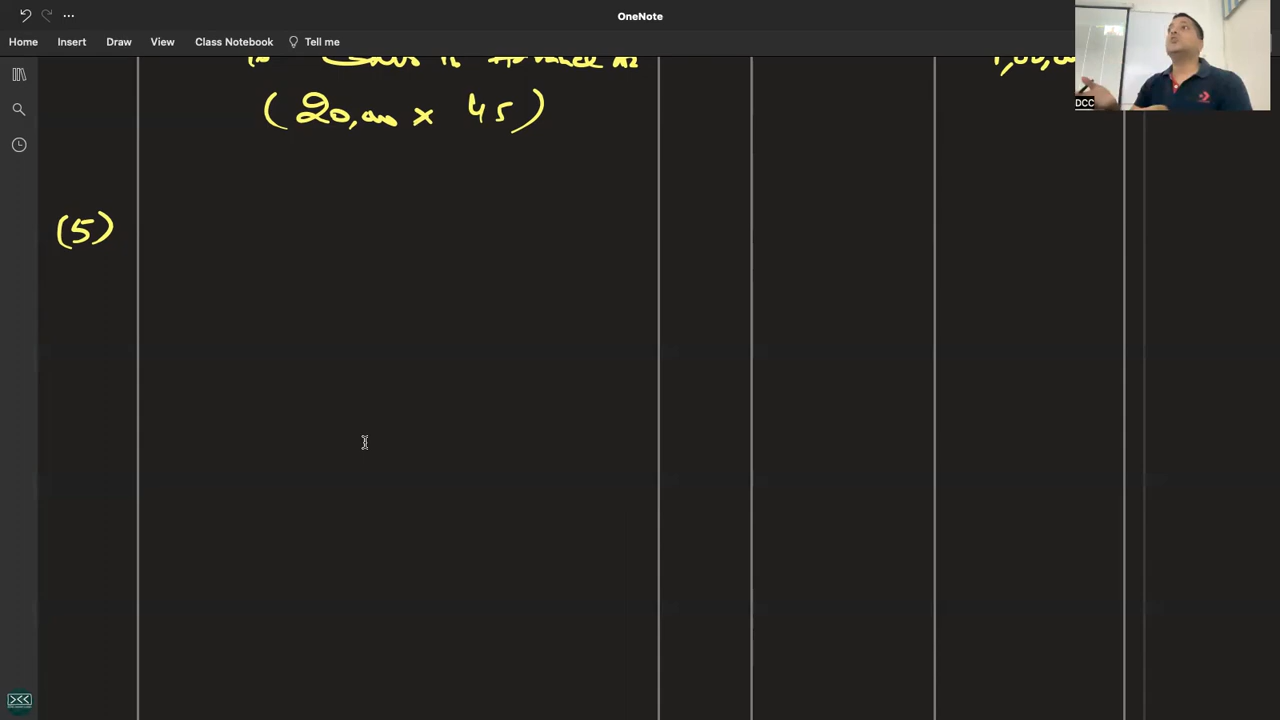 OneNote
Home Insert Draw View Class Notebook Tell me
(20,000 x 45)
DCC
(5)